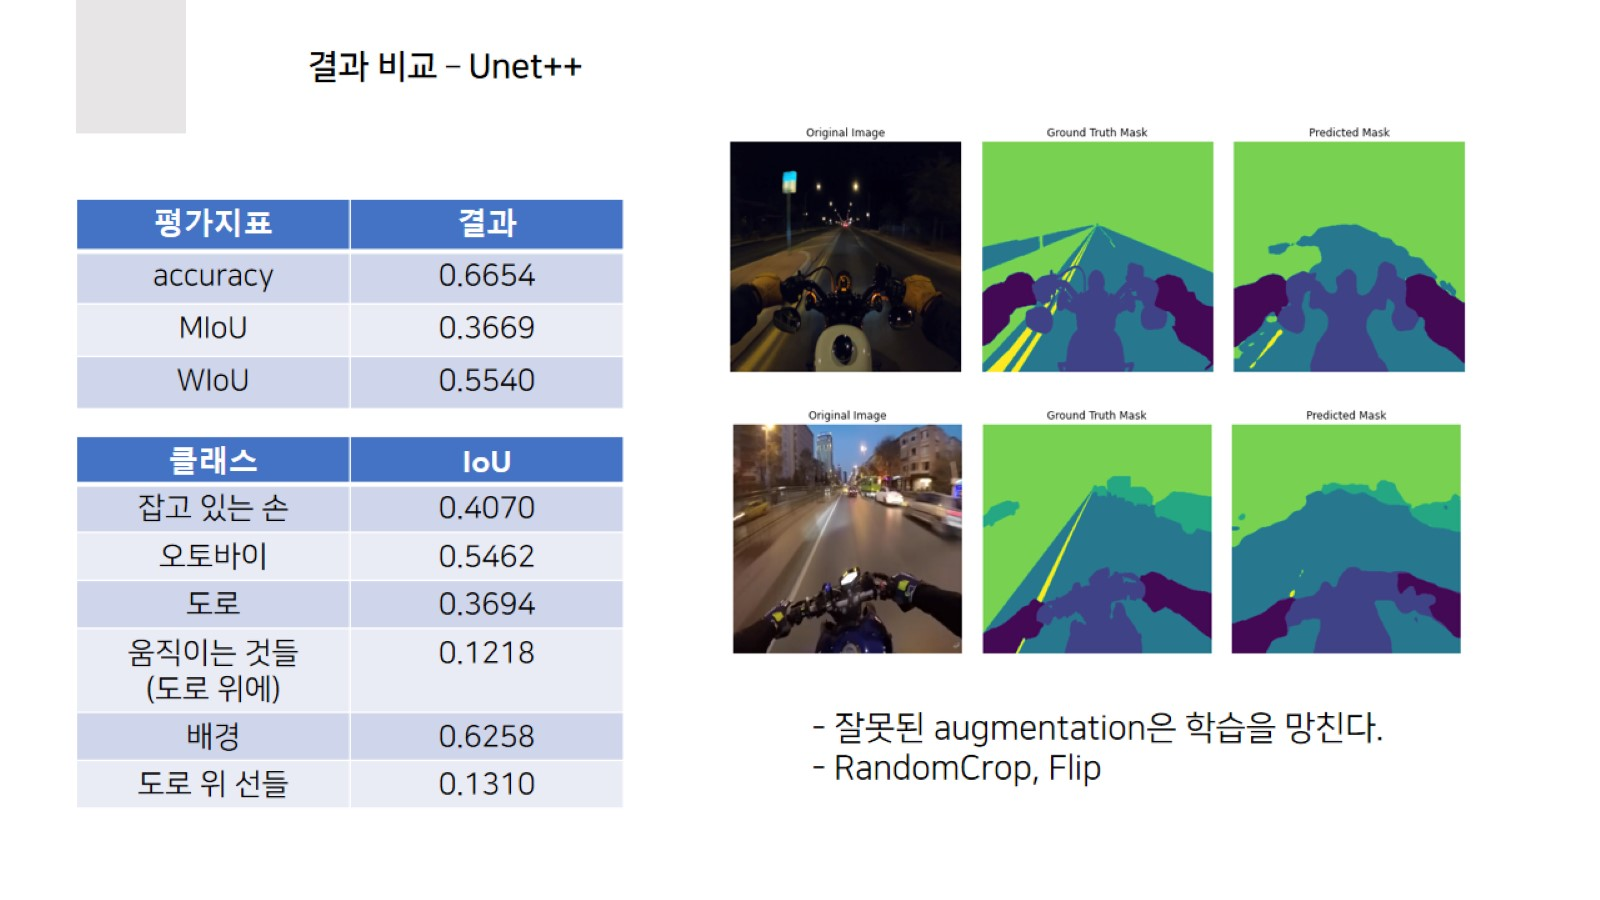 결과 비교 – Unet++
평가지표 결과
accuracy 0.6654
MIoU 0.3669
WIoU 0.5540
클래스 IoU
잡고 있는 손 0.4070
오토바이 0.5462
도로 0.3694
움직이는 것들 0.1218
(도로 위에)
배경 0.6258
도로 위 선들 0.1310
Original Image Ground Truth Mask Predicted Mask
Original Image Ground Truth Mask Predicted Mask
- 잘못된 augmentation은 학습을 망친다.
- RandomCrop, Flip